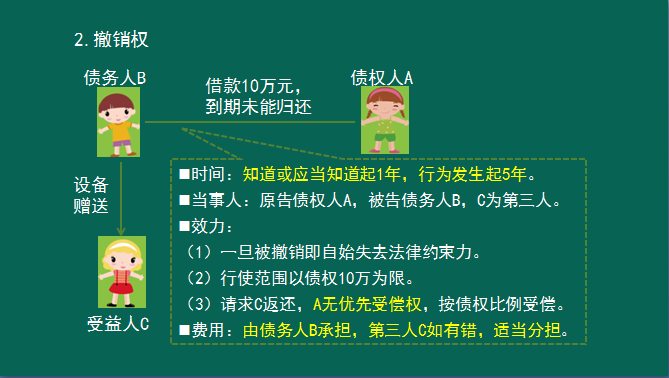 2.撤销权
债务人B
借款10万元，
到期未能归还
债权人A
设备
赠送
受益人C
■时间：知道或应当知道起1年，行为发生起5年。
■当事人：原告债权人A，被告债务人B，C为第三人。
■效力：
（1）一旦被撤销即自始失去法律约束力。
（2）行使范围以债权10万为限。
（3）请求C返还，A无优先受偿权，按债权比例受偿。
■费用：由债务人B承担，第三人C如有错，适当分担。